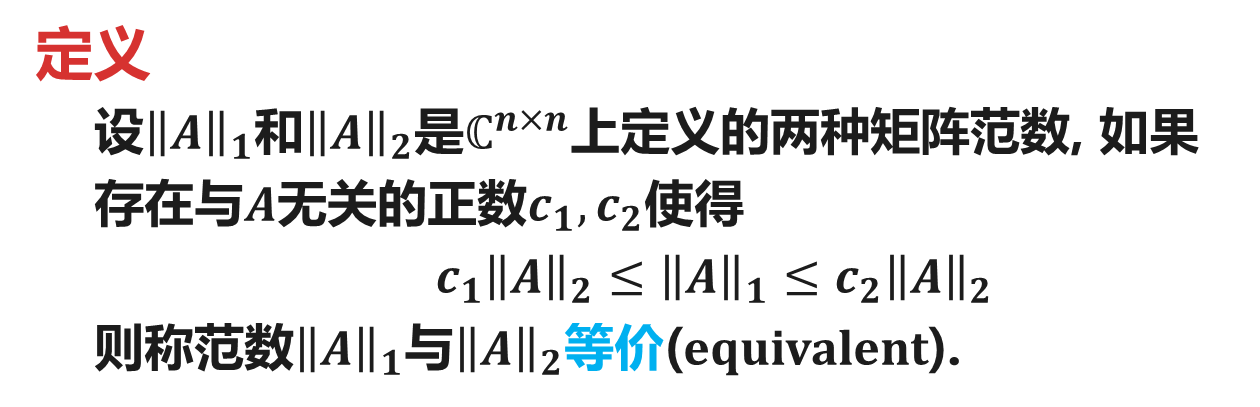 定义
设‖A‖₁和‖A‖₂是ℂⁿˣⁿ上定义的两种矩阵范数, 如果
存在与A无关的正数c₁, c₂使得
c₁‖A‖₂ ≤ ‖A‖₁ ≤ c₂‖A‖₂
则称范数‖A‖₁与‖A‖₂等价(equivalent).